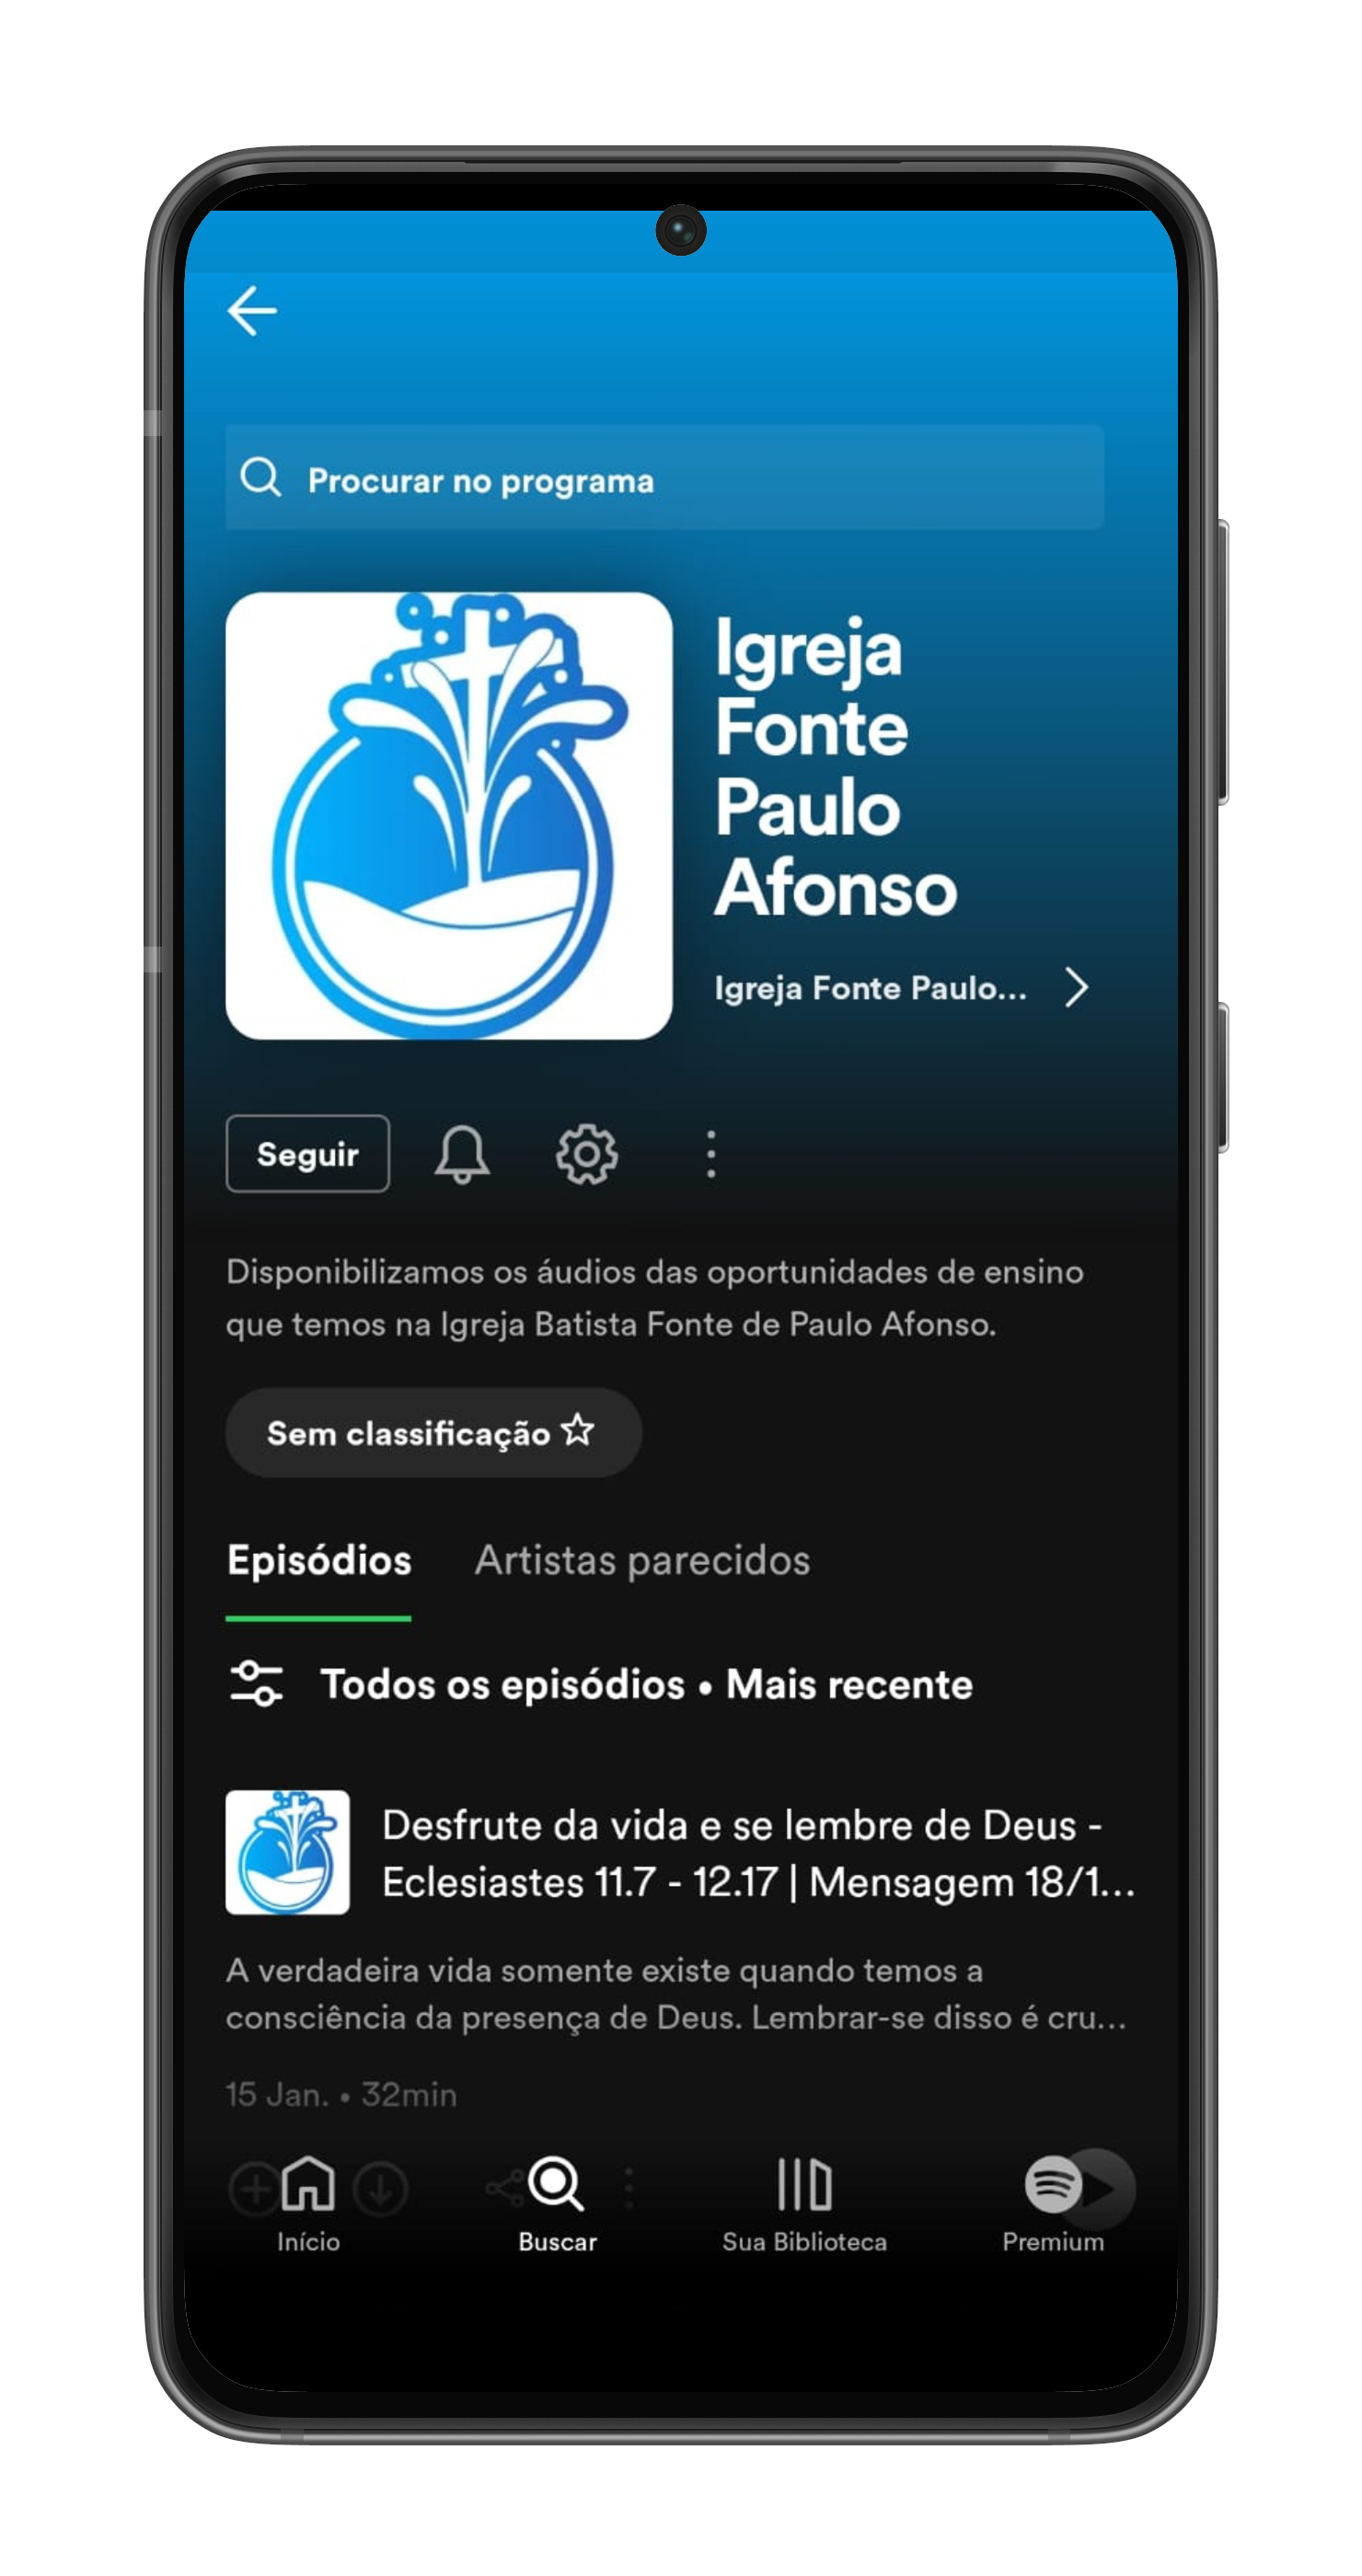 Procurar no programa
Igreja
Fonte
Paulo
Afonso
Igreja Fonte Paulo...
Seguir
Disponibilizamos os áudios das oportunidades de ensino
que temos na Igreja Batista Fonte de Paulo Afonso.
Sem classificação
Episódios Artistas parecidos
Todos os episódios • Mais recente
Desfrute da vida e se lembre de Deus -
Eclesiastes 11.7 - 12.17 | Mensagem 18/1...
A verdadeira vida somente existe quando temos a
consciência da presença de Deus. Lembrar-se disso é cru...
15 Jan. • 32min
Início Buscar Sua Biblioteca Premium